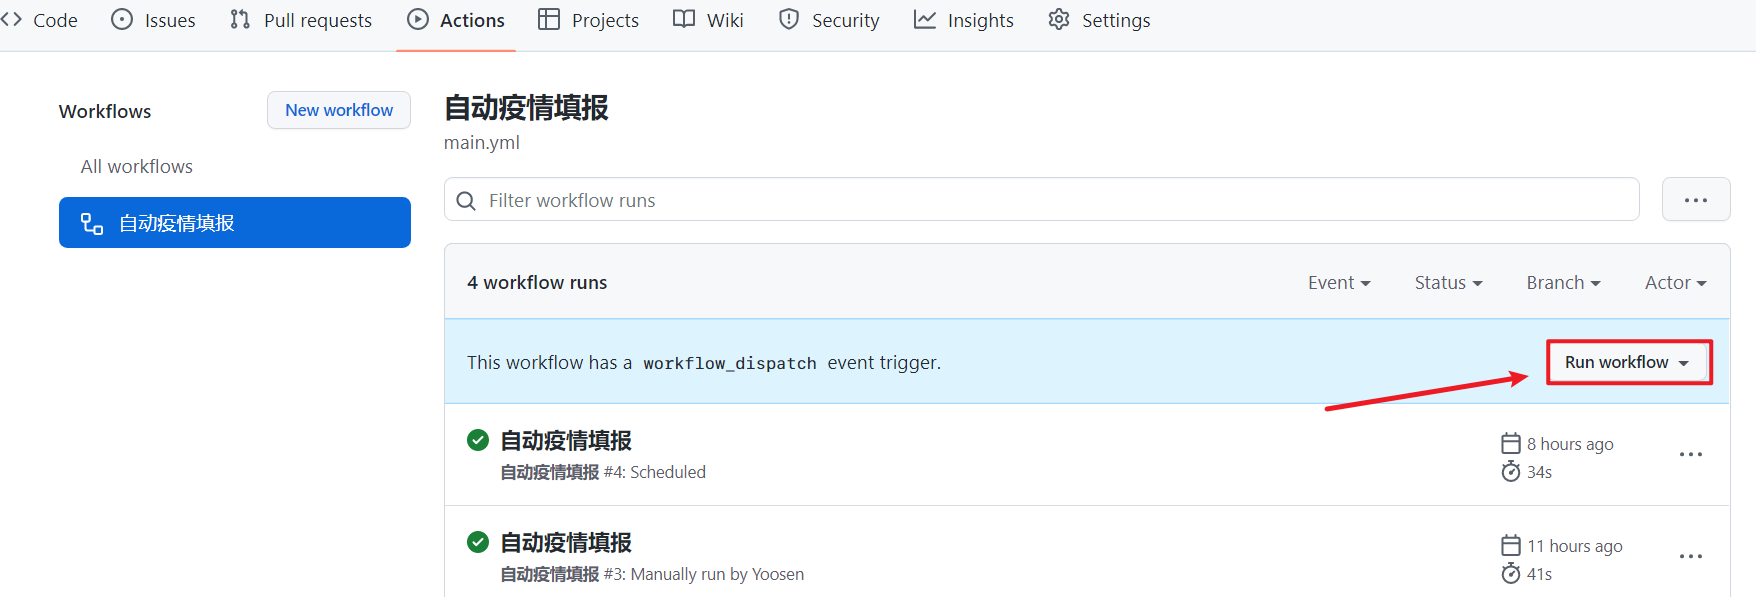 Code Issues Pull requests Actions Projects Wiki Security Insights Settings
Workflows
New workflow
All workflows
自动疫情填报
自动疫情填报
main.yml
Filter workflow runs
4 workflow runs
Event Status Branch Actor
This workflow has a workflow_dispatch event trigger.
Run workflow
自动疫情填报
自动疫情填报 #4: Scheduled
8 hours ago
34s
自动疫情填报
自动疫情填报 #3: Manually run by Yoosen
11 hours ago
41s